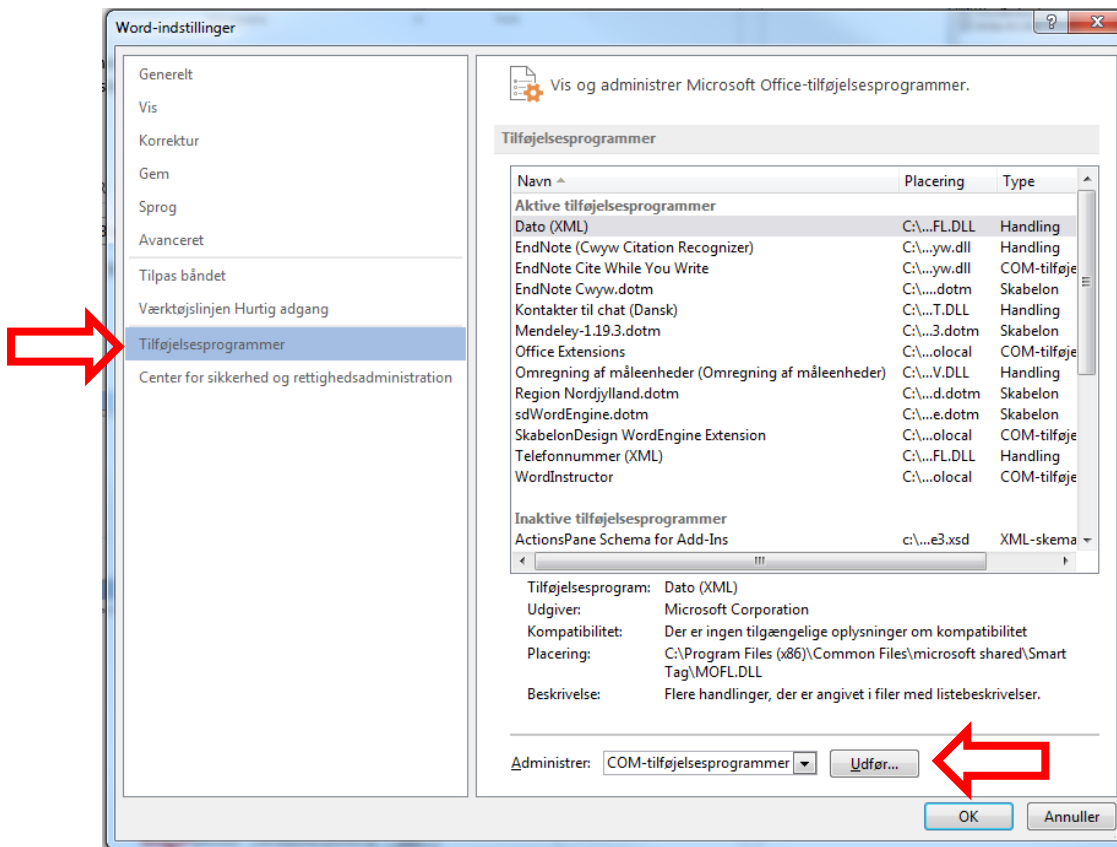 Word-indstillinger
Generelt
Vis
Korrektur
Gem
Sprog
Avanceret
Tilpas båndet
Værktøjslinjen Hurtig adgang
Tilføjelsesprogrammer
Center for sikkerhed og rettighedsadministration
Vis og administrer Microsoft Office-tilføjelsesprogrammer.
Tilføjelsesprogrammer
Navn Placering Type
Aktive tilføjelsesprogrammer
Dato (XML) C:\...FL.DLL Handling
EndNote (Cwyw Citation Recognizer) C:\...yw.dll Handling
EndNote Cite While You Write C:\...yw.dll COM-tilføje
EndNote Cwyw.dotm C:\....dotm Skabelon
Kontakter til chat (Dansk) C:\...T.DLL Handling
Mendeley-1.19.3.dotm C:\...3.dotm Skabelon
Office Extensions C:\...olocal COM-tilføje
Omregning af måleenheder (Omregning af måleenheder) C:\...V.DLL Handling
Region Nordjylland.dotm C:\...d.dotm Skabelon
sdWordEngine.dotm C:\...e.dotm Skabelon
SkabelonDesign WordEngine Extension C:\...olocal COM-tilføje
Telefonnummer (XML) C:\...FL.DLL Handling
WordInstructor C:\...olocal COM-tilføje
Inaktive tilføjelsesprogrammer
ActionsPane Schema for Add-Ins c:\...e3.xsd XML-skema
Tilføjelsesprogram: Dato (XML)
Udgiver: Microsoft Corporation
Kompatibilitet: Der er ingen tilgængelige oplysninger om kompatibilitet
Placering: C:\Program Files (x86)\Common Files\microsoft shared\Smart
Tag\MOFL.DLL
Beskrivelse: Flere handlinger, der er angivet i filer med listebeskrivelser.
Administrer: COM-tilføjelsesprogrammer Udfør...
OK Annuller